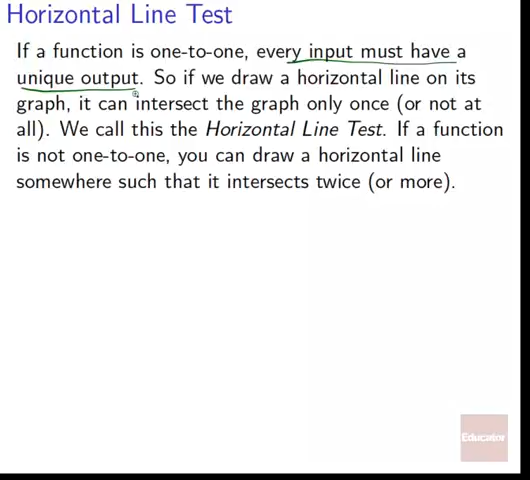 Horizontal Line Test
If a function is one-to-one, every input must have a
unique output. So if we draw a horizontal line on its
graph, it can intersect the graph only once (or not at
all). We call this the Horizontal Line Test. If a function
is not one-to-one, you can draw a horizontal line
somewhere such that it intersects twice (or more).
Educator